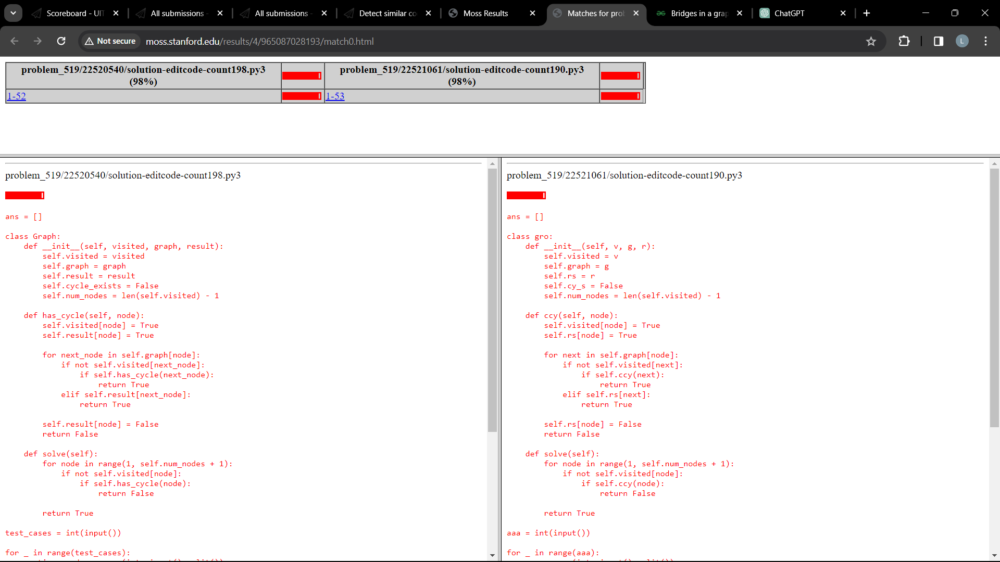 Scoreboard - UIT
All submissions -
All submissions -
Detect similar co
Moss Results
Matches for prob
Bridges in a grap
ChatGPT
Not secure
moss.stanford.edu/results/4/965087028193/match0.html
L
problem_519/22520540/solution-editcode-count198.py3
(98%)
problem_519/22521061/solution-editcode-count190.py3
(98%)
1-52
1-53
problem_519/22520540/solution-editcode-count198.py3
ans = []
class Graph:
    def __init__(self, visited, graph, result):
        self.visited = visited
        self.graph = graph
        self.result = result
        self.cycle_exists = False
        self.num_nodes = len(self.visited) - 1
    def has_cycle(self, node):
        self.visited[node] = True
        self.result[node] = True
        for next_node in self.graph[node]:
            if not self.visited[next_node]:
                if self.has_cycle(next_node):
                    return True
            elif self.result[next_node]:
                return True
        self.result[node] = False
        return False
    def solve(self):
        for node in range(1, self.num_nodes + 1):
            if not self.visited[node]:
                if self.has_cycle(node):
                    return False
        return True
test_cases = int(input())
for _ in range(test_cases):
problem_519/22521061/solution-editcode-count190.py3
ans = []
class gro:
    def __init__(self, v, g, r):
        self.visited = v
        self.graph = g
        self.rs = r
        self.cy_s = False
        self.num_nodes = len(self.visited) - 1
    def ccy(self, node):
        self.visited[node] = True
        self.rs[node] = True
        for next in self.graph[node]:
            if not self.visited[next]:
                if self.ccy(next):
                    return True
            elif self.rs[next]:
                return True
        self.rs[node] = False
        return False
    def solve(self):
        for node in range(1, self.num_nodes + 1):
            if not self.visited[node]:
                if self.ccy(node):
                    return False
        return True
aaa = int(input())
for _ in range(aaa):